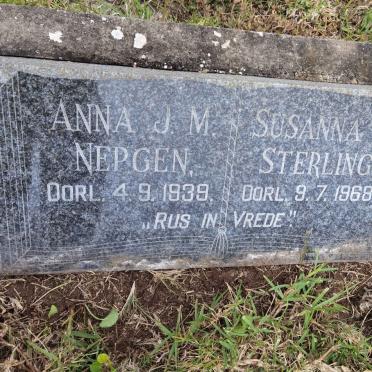 ANNA J. M. NEPGEN, OORL. 4.9.1939,
SUSANNA STERLING OORL. 9.7.1968
„RUS IN VREDE".